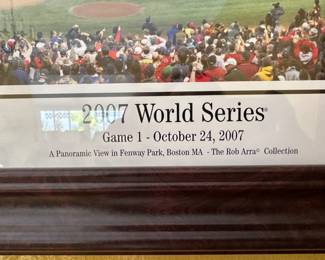 2007 World Series®
Game 1 - October 24, 2007
A Panoramic View in Fenway Park, Boston MA - The Rob Arra© Collection